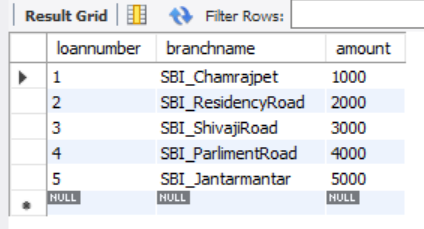 Result Grid Filter Rows:
loannumber branchname amount
1 SBI_Chamrajpet 1000
2 SBI_ResidencyRoad 2000
3 SBI_ShivajiRoad 3000
4 SBI_ParlimentRoad 4000
5 SBI_Jantarmantar 5000
NULL NULL NULL